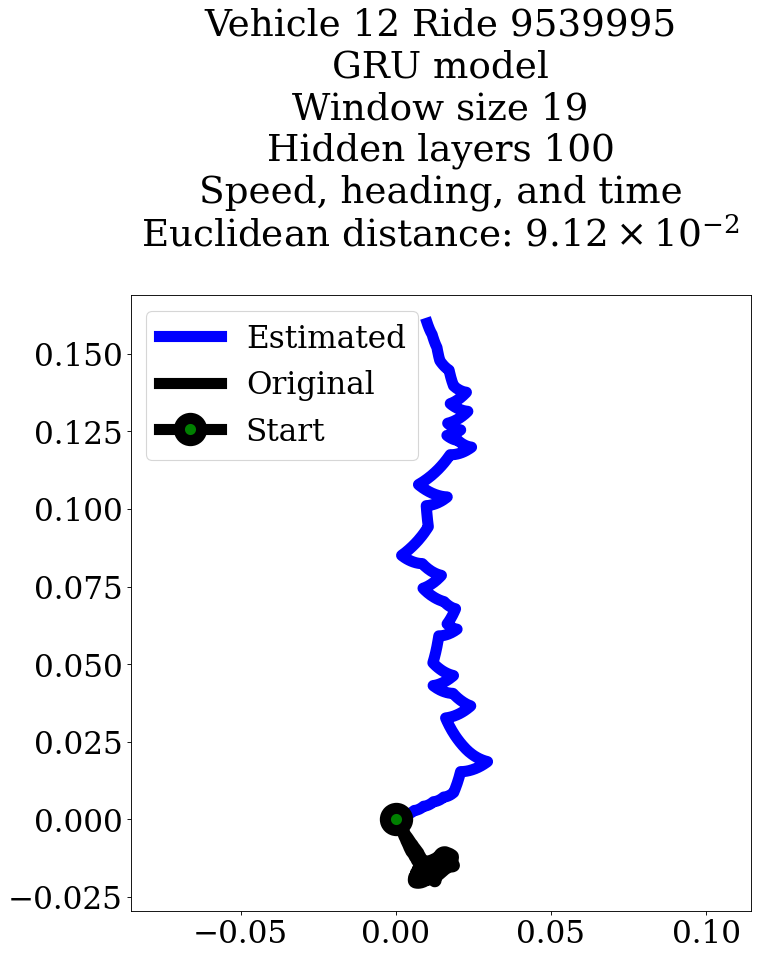 Vehicle 12 Ride 9539995
GRU model
Window size 19
Hidden layers 100
Speed, heading, and time
Euclidean distance: 9.12 × 10⁻²
Estimated
Original
Start
0.150
0.125
0.100
0.075
0.050
0.025
0.000
−0.025
−0.05 0.00 0.05 0.10